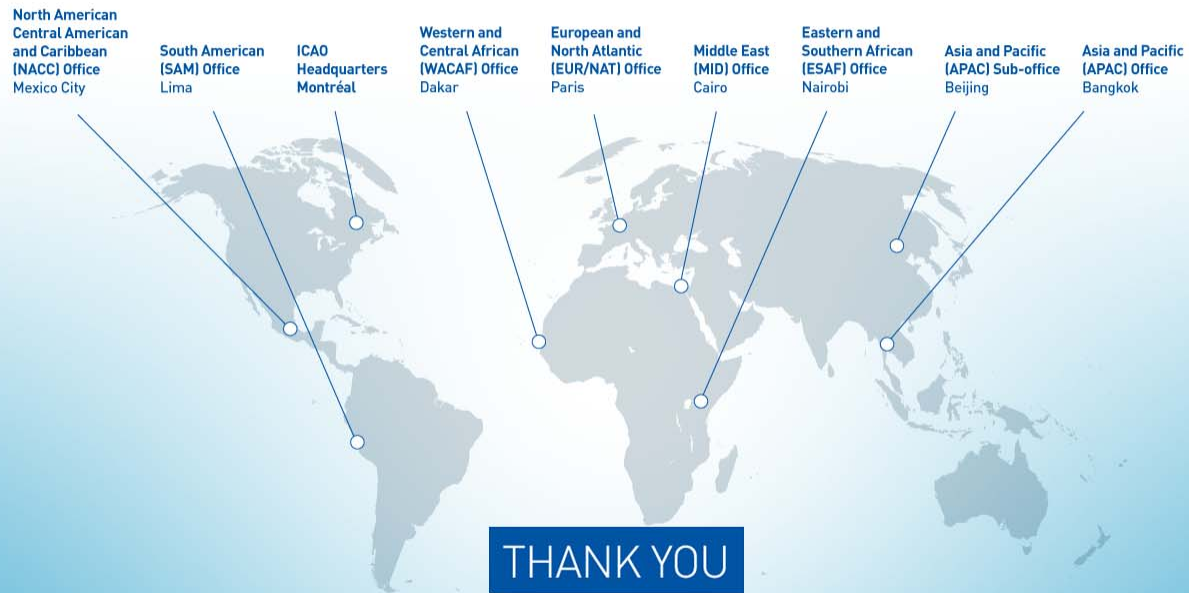 North American
Central American
and Caribbean
(NACC) Office
Mexico City
South American
(SAM) Office
Lima
ICAO
Headquarters
Montréal
Western and
Central African
(WACAF) Office
Dakar
European and
North Atlantic
(EUR/NAT) Office
Paris
Middle East
(MID) Office
Cairo
Eastern and
Southern African
(ESAF) Office
Nairobi
Asia and Pacific
(APAC) Sub-office
Beijing
Asia and Pacific
(APAC) Office
Bangkok
THANK YOU